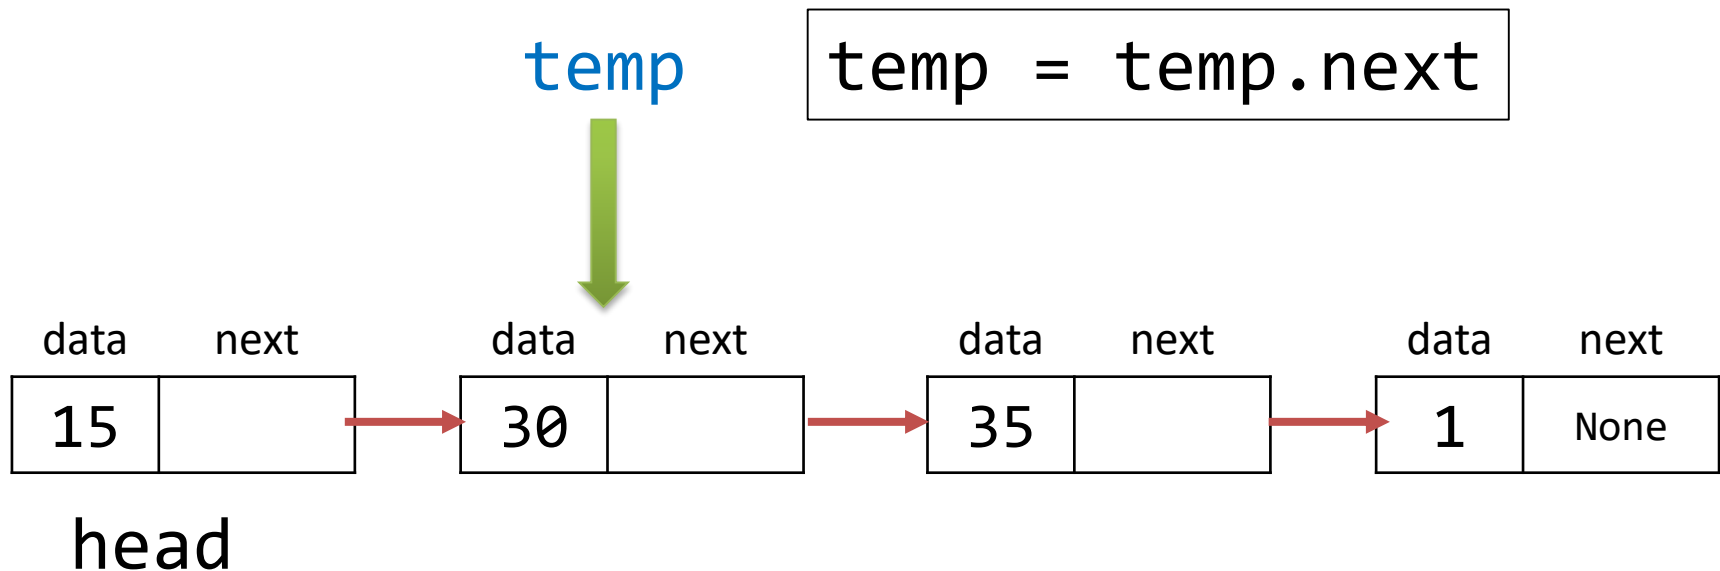 temp temp = temp.next
data next data next data next data next
15 30 35 1 None
head